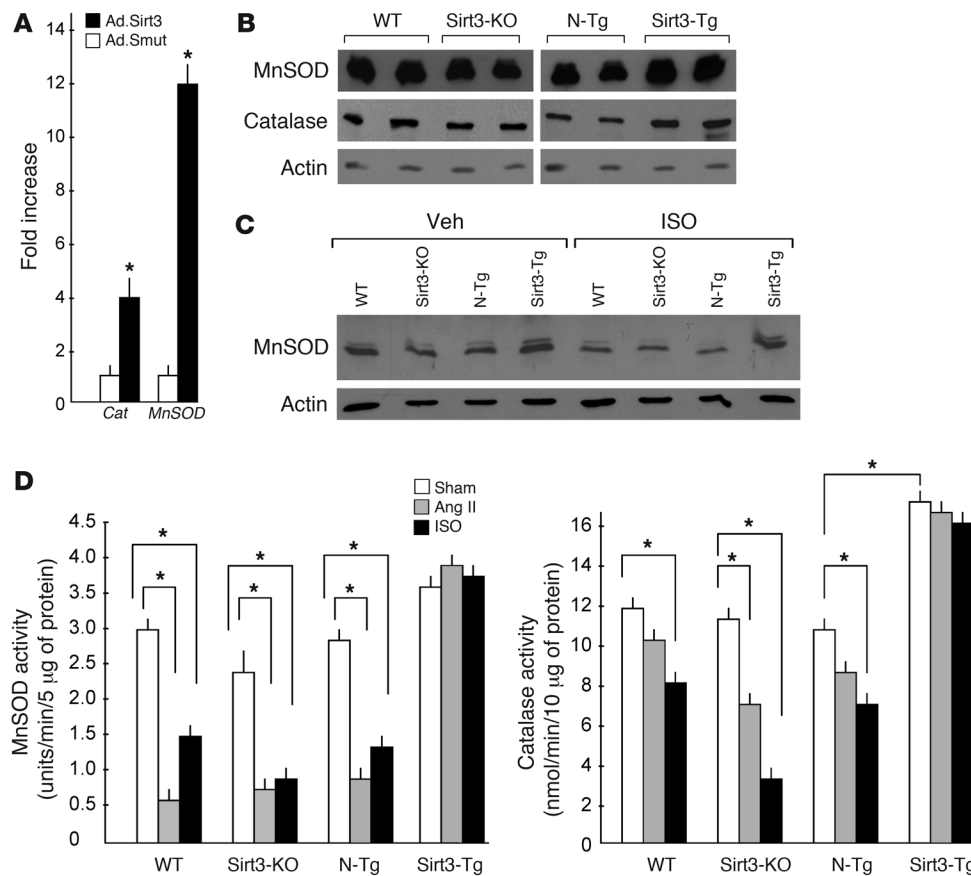 A
Ad.Sirt3
Ad.Smut
14
12
10
8
6
4
2
0
Fold increase
*
*
Cat MnSOD
B
WT Sirt3-KO N-Tg Sirt3-Tg
MnSOD
Catalase
Actin
C
Veh ISO
WT Sirt3-KO N-Tg Sirt3-Tg WT Sirt3-KO N-Tg Sirt3-Tg
MnSOD
Actin
D
Sham
Ang II
ISO
MnSOD activity
(units/min/5 μg of protein)
4.5
4.0
3.5
3.0
2.5
2.0
1.5
1.0
0.5
0
* * *
* * *
WT Sirt3-KO N-Tg Sirt3-Tg
Catalase activity
(nmol/min/10 μg of protein)
16
14
12
10
8
6
4
2
0
*
* *
* *
WT Sirt3-KO N-Tg Sirt3-Tg